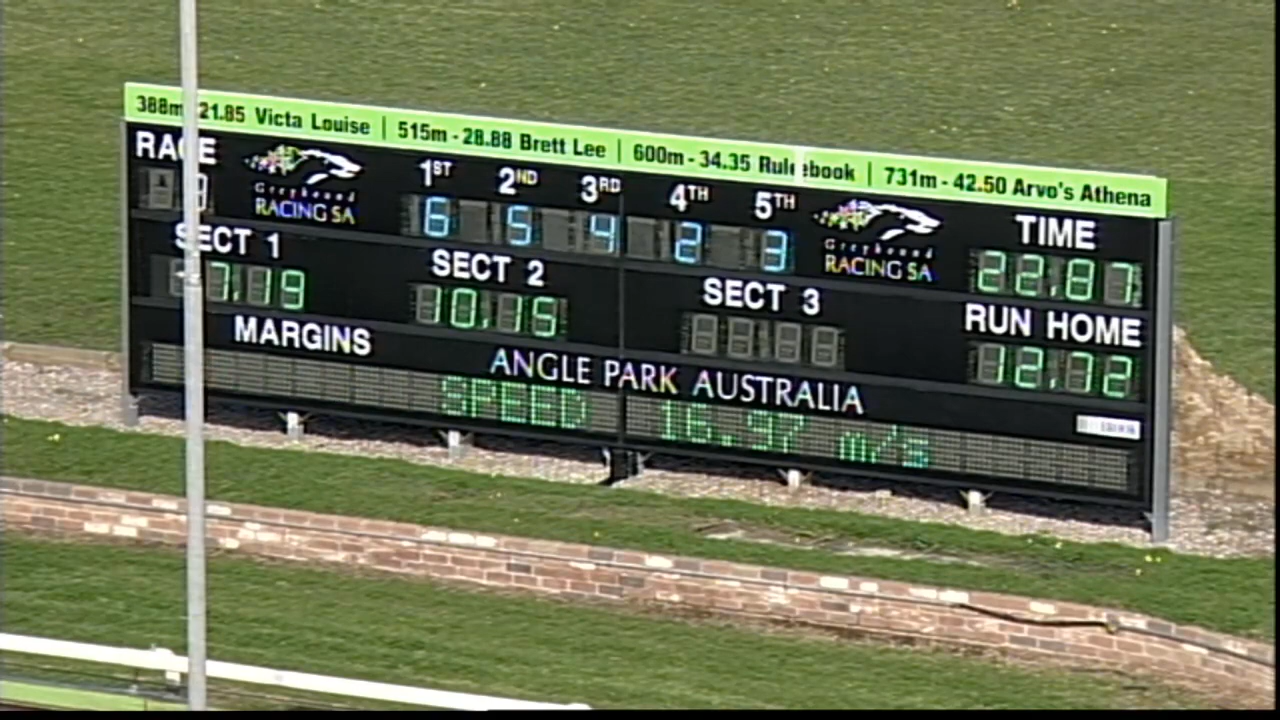 388m 21.85 Victa Louise | 515m - 28.88 Brett Lee | 600m - 34.35 Rulebook | 731m - 42.50 Arvo's Athena
RACE
Greyhound
RACING SA
1ST 2ND 3RD 4TH 5TH
6 5 4 2 3
Greyhound
RACING SA
TIME
22.87
SECT 1
7.19
SECT 2
10.15
SECT 3
RUN HOME
12.72
MARGINS
ANGLE PARK AUSTRALIA
SPEED 16.97 m/s